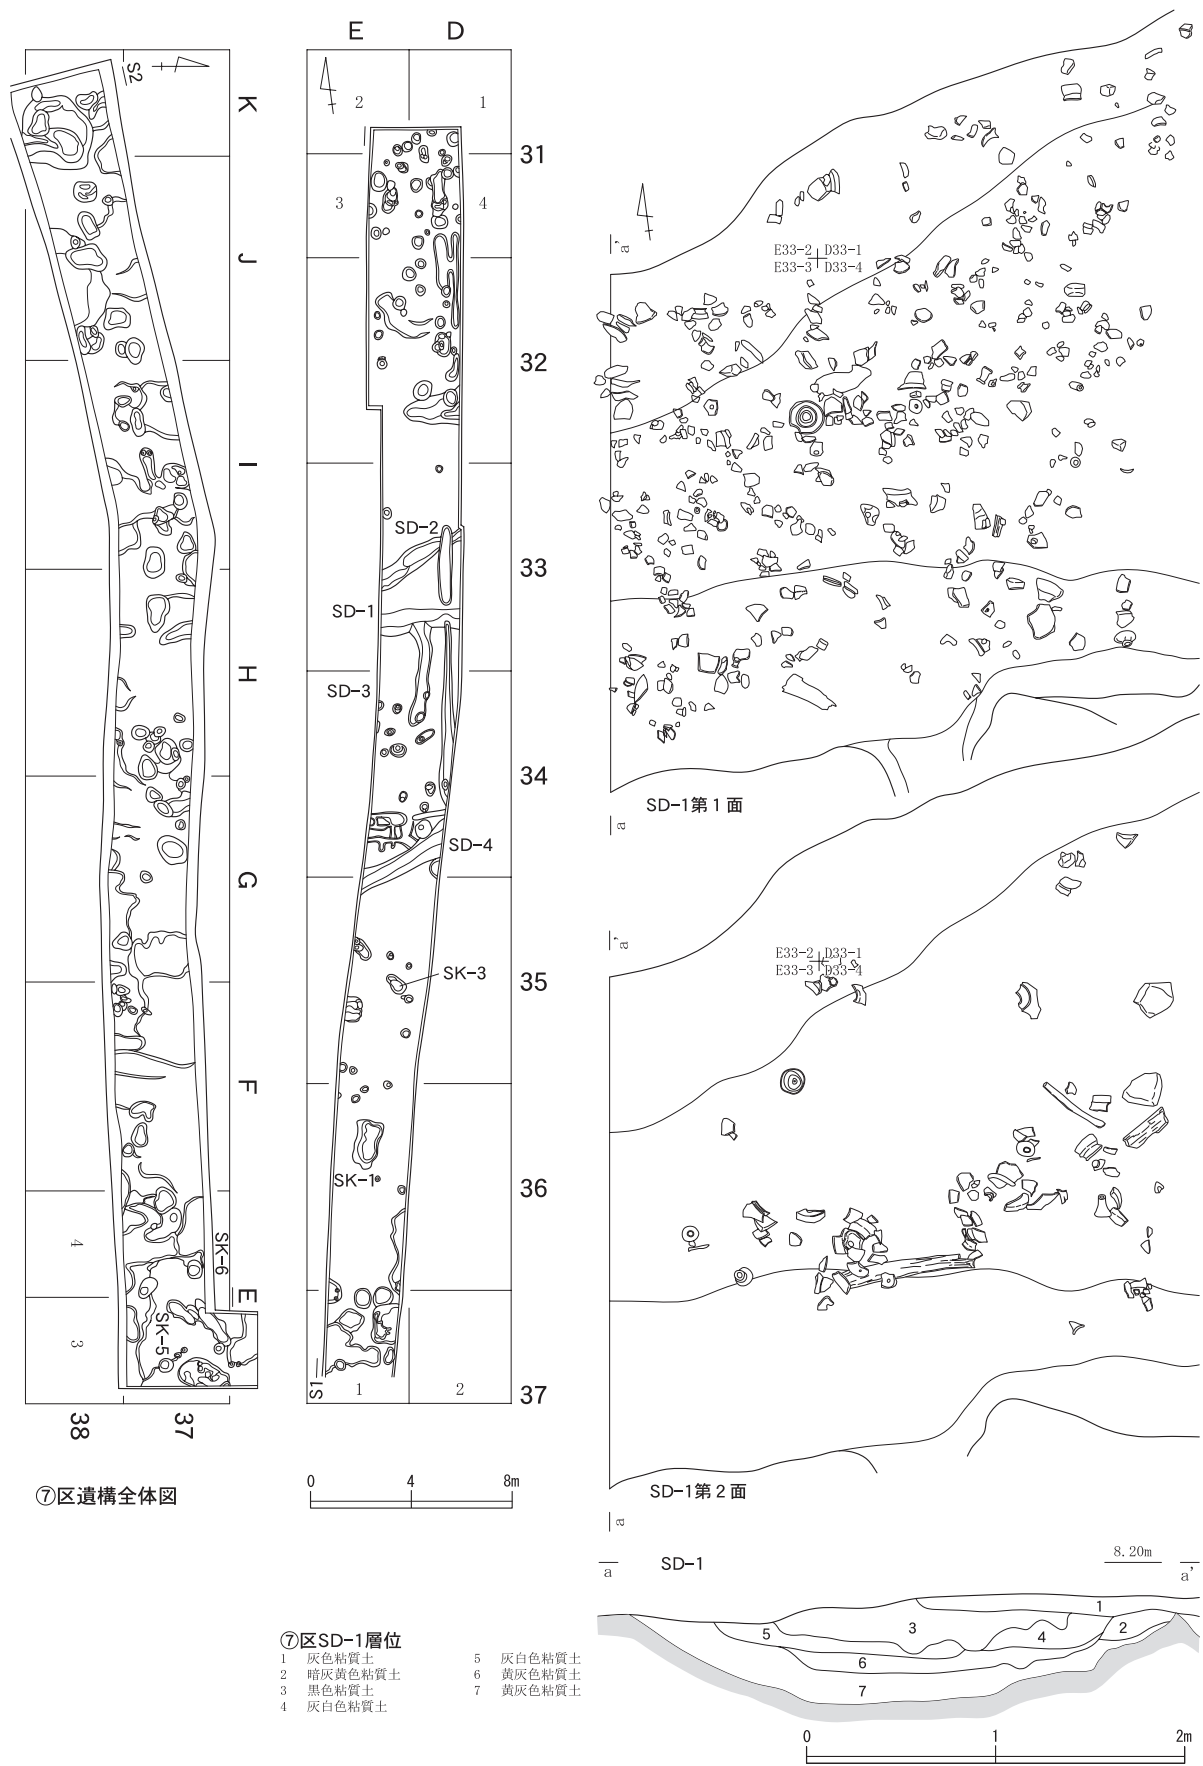 E D
S2
K
2 1
31
3 4
J
32
I
SD-2
33
SD-1
H
SD-3
34
SD-4
G
SK-3
35
F
SK-1
36
4
SK-6
E
3
SK-5
S1
1 2
37
38 37
⑦区遺構全体図
0 4 8m
a'
E33-2 D33-1
E33-3 D33-4
SD-1第1面
a
a'
E33-2 D33-1
E33-3 D33-4
SD-1第2面
a
a SD-1 8.20m a'
1
2
3
4
5
6
7
⑦区SD-1層位
1 灰色粘質土
2 暗灰黄色粘質土
3 黒色粘質土
4 灰白色粘質土
5 灰白色粘質土
6 黄灰色粘質土
7 黄灰色粘質土
0 1 2m